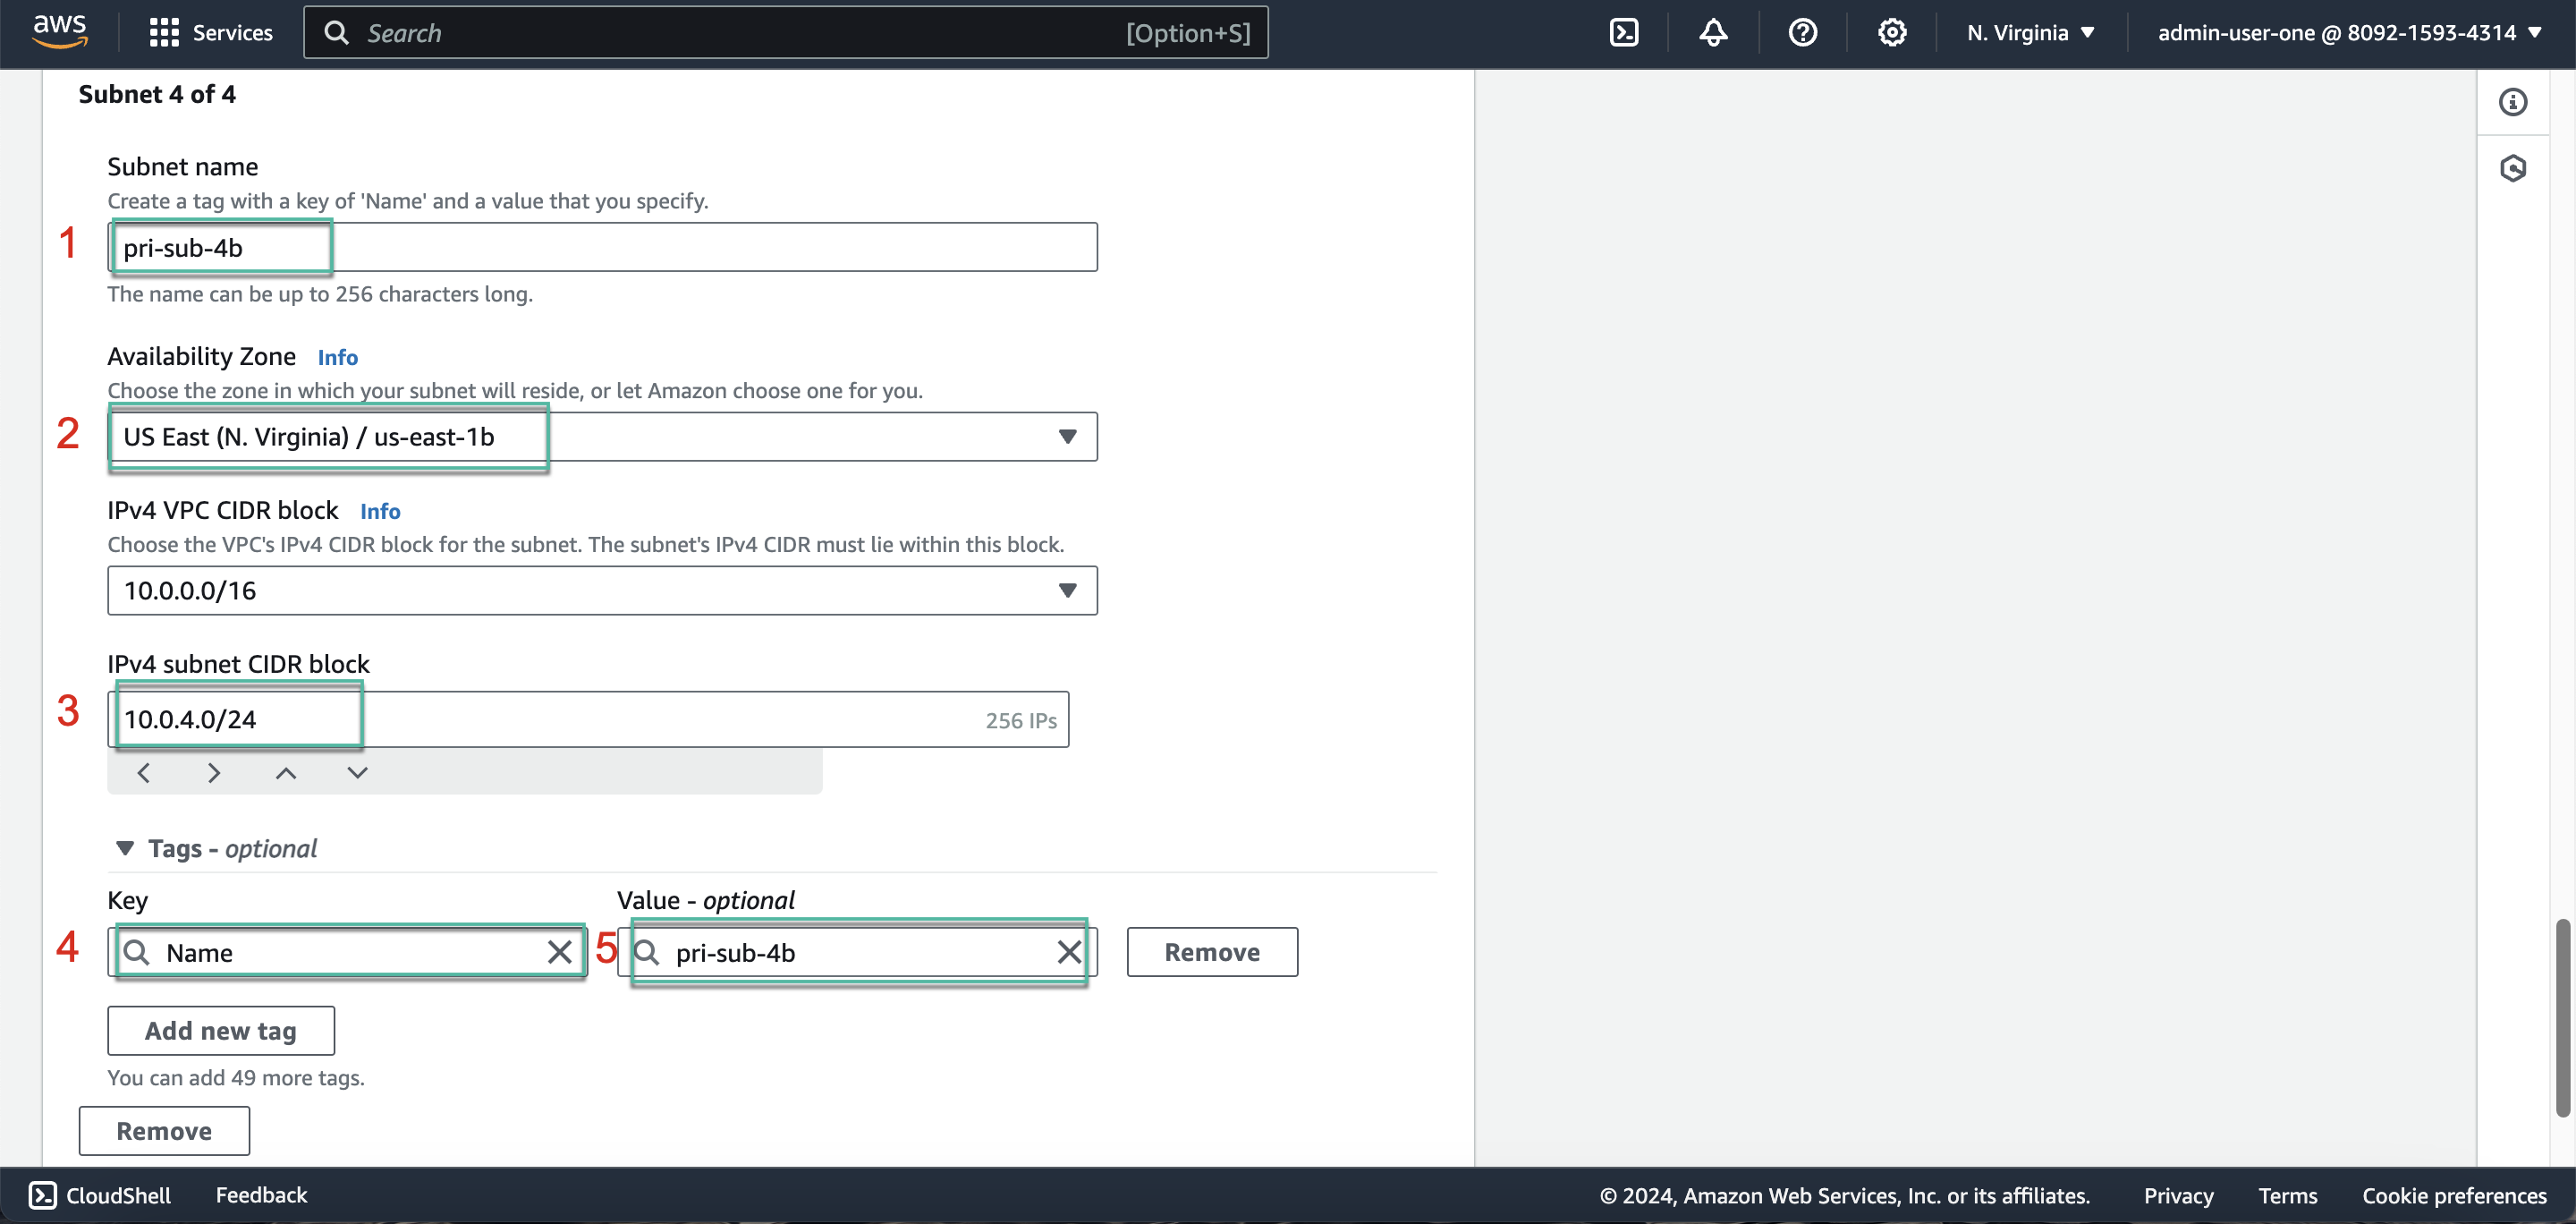 aws Services Search [Option+S] N. Virginia admin-user-one @ 8092-1593-4314
Subnet 4 of 4
Subnet name
Create a tag with a key of 'Name' and a value that you specify.
1 pri-sub-4b
The name can be up to 256 characters long.
Availability Zone Info
Choose the zone in which your subnet will reside, or let Amazon choose one for you.
2 US East (N. Virginia) / us-east-1b
IPv4 VPC CIDR block Info
Choose the VPC's IPv4 CIDR block for the subnet. The subnet's IPv4 CIDR must lie within this block.
10.0.0.0/16
IPv4 subnet CIDR block
3 10.0.4.0/24 256 IPs
Tags - optional
Key Value - optional
4 Name 5 pri-sub-4b Remove
Add new tag
You can add 49 more tags.
Remove
CloudShell Feedback © 2024, Amazon Web Services, Inc. or its affiliates. Privacy Terms Cookie preferences